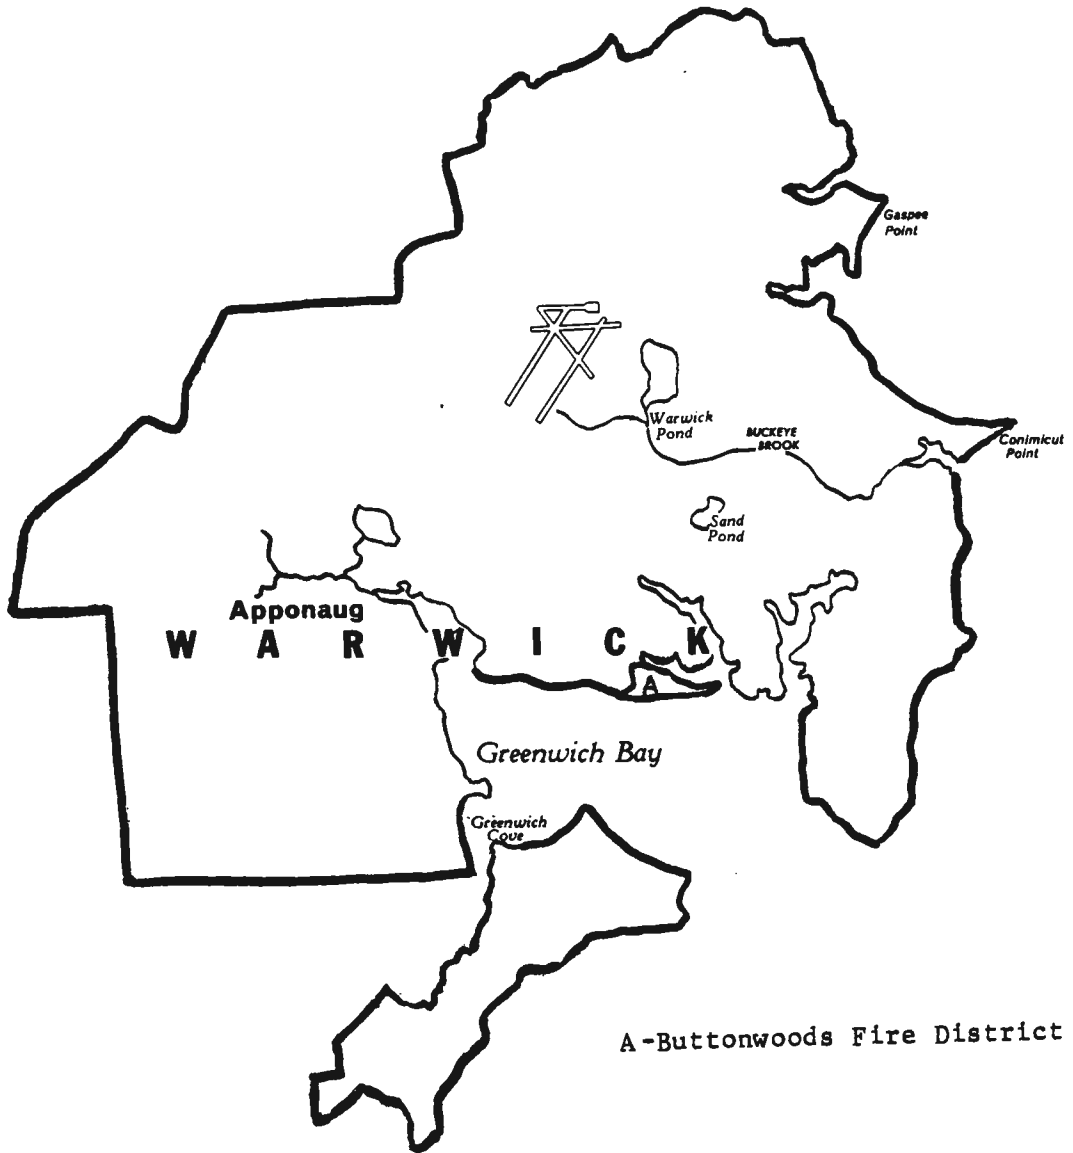 Gaspee
Point
Warwick
Pond
BUCKEYE
BROOK
Conimicut
Point
Sand
Pond
Apponaug
W A R W I C K
A
Greenwich Bay
Greenwich
Cove
A-Buttonwoods Fire District